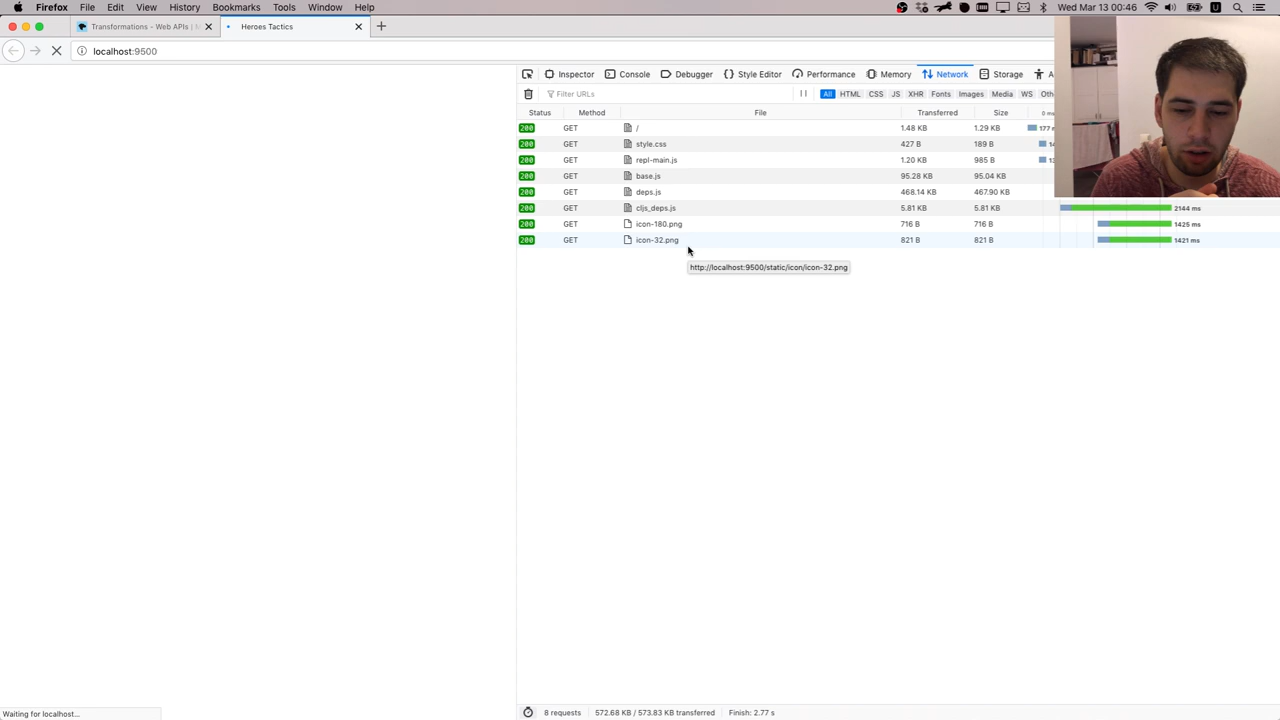 Firefox File Edit View History Bookmarks Tools Window Help Wed Mar 13 00:46
Transformations - Web APIs | Heroes Tactics
localhost:9500
Inspector Console Debugger Style Editor Performance Memory Network Storage
Filter URLs All HTML CSS JS XHR Fonts Images Media WS Oth
Status Method File Transferred Size 0 ms
200 GET / 1.48 KB 1.29 KB 177
200 GET style.css 427 B 189 B
200 GET repl-main.js 1.20 KB 985 B
200 GET base.js 95.28 KB 95.04 KB
200 GET deps.js 468.14 KB 467.90 KB
200 GET cljs_deps.js 5.81 KB 5.81 KB 2144 ms
200 GET icon-180.png 716 B 716 B 1425 ms
200 GET icon-32.png 821 B 821 B 1421 ms
http://localhost:9500/static/icon/icon-32.png
Waiting for localhost... 8 requests 572.68 KB / 573.83 KB transferred Finish: 2.77 s